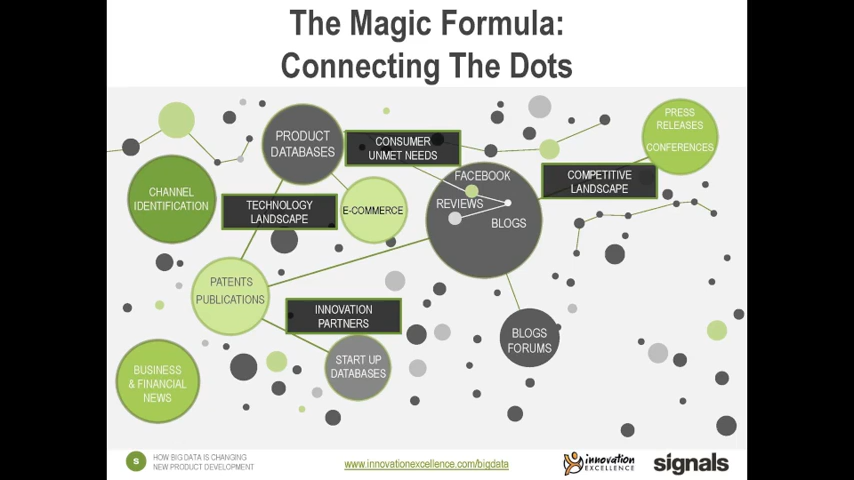 The Magic Formula:
Connecting The Dots
PRESS
RELEASES
CONFERENCES
PRODUCT
DATABASES
CONSUMER
UNMET NEEDS
FACEBOOK
REVIEWS
BLOGS
COMPETITIVE
LANDSCAPE
CHANNEL
IDENTIFICATION
TECHNOLOGY
LANDSCAPE
E-COMMERCE
PATENTS
PUBLICATIONS
INNOVATION
PARTNERS
BLOGS
FORUMS
START UP
DATABASES
BUSINESS
& FINANCIAL
NEWS
S
HOW BIG DATA IS CHANGING
NEW PRODUCT DEVELOPMENT
www.innovationexcellence.com/bigdata
innovation
EXCELLENCE
signals